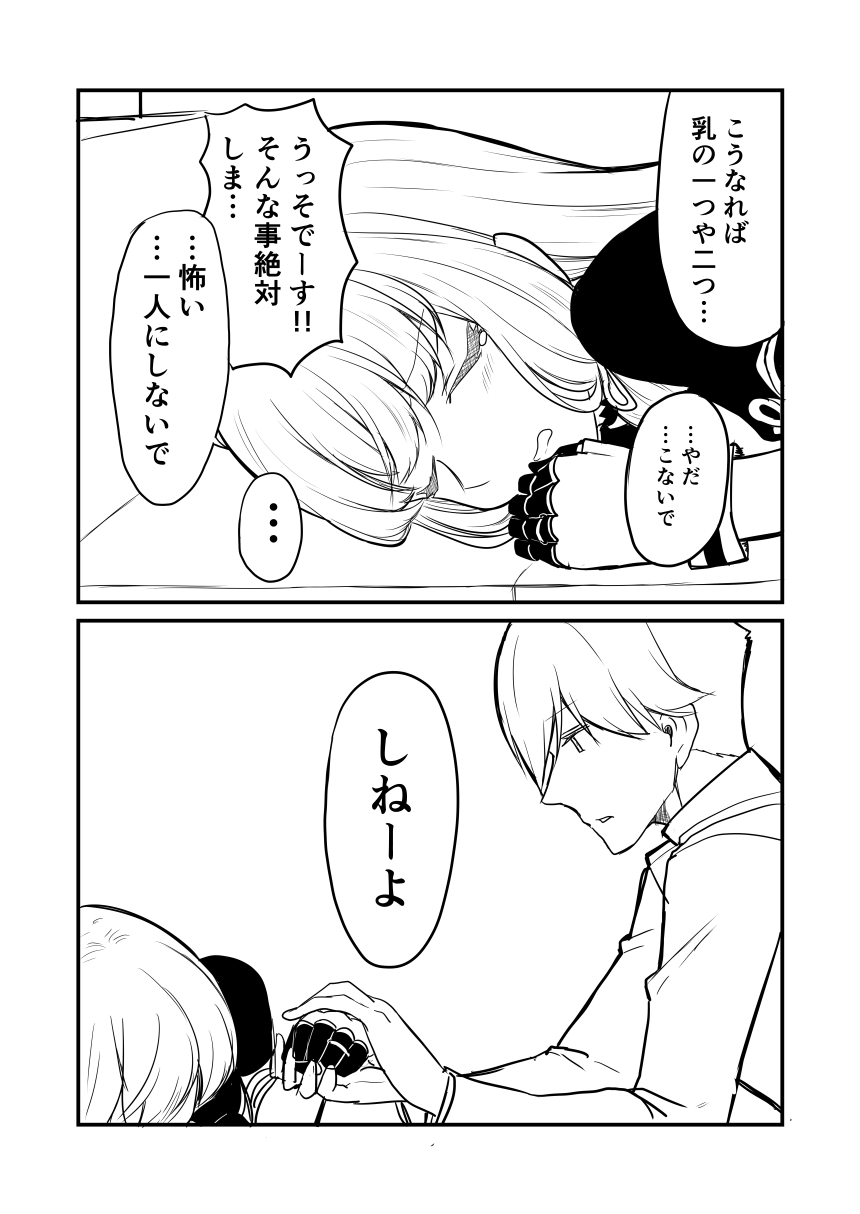 こうなれば
乳の一つや二つ…
うっそでーす!!
そんな事絶対
しま…
…やだ
…こないで
…怖い
…一人にしないで
…
しねーよ